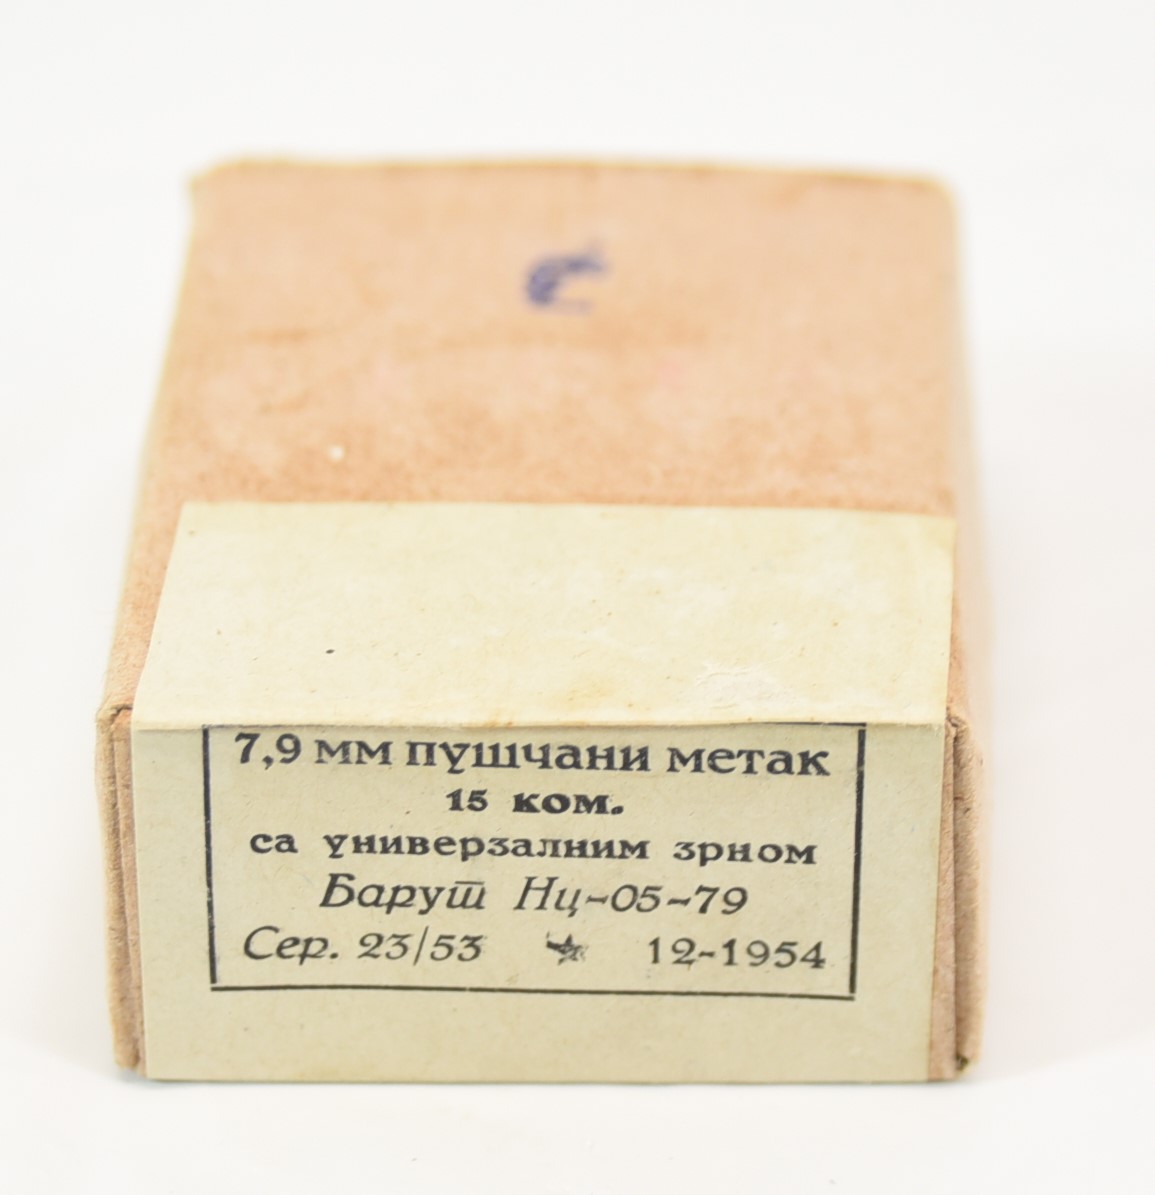 7,9 мм пушчани метак
15 ком.
са универзалним зрном
Барут Нц-05-79
Сер. 23/53 ★ 12-1954